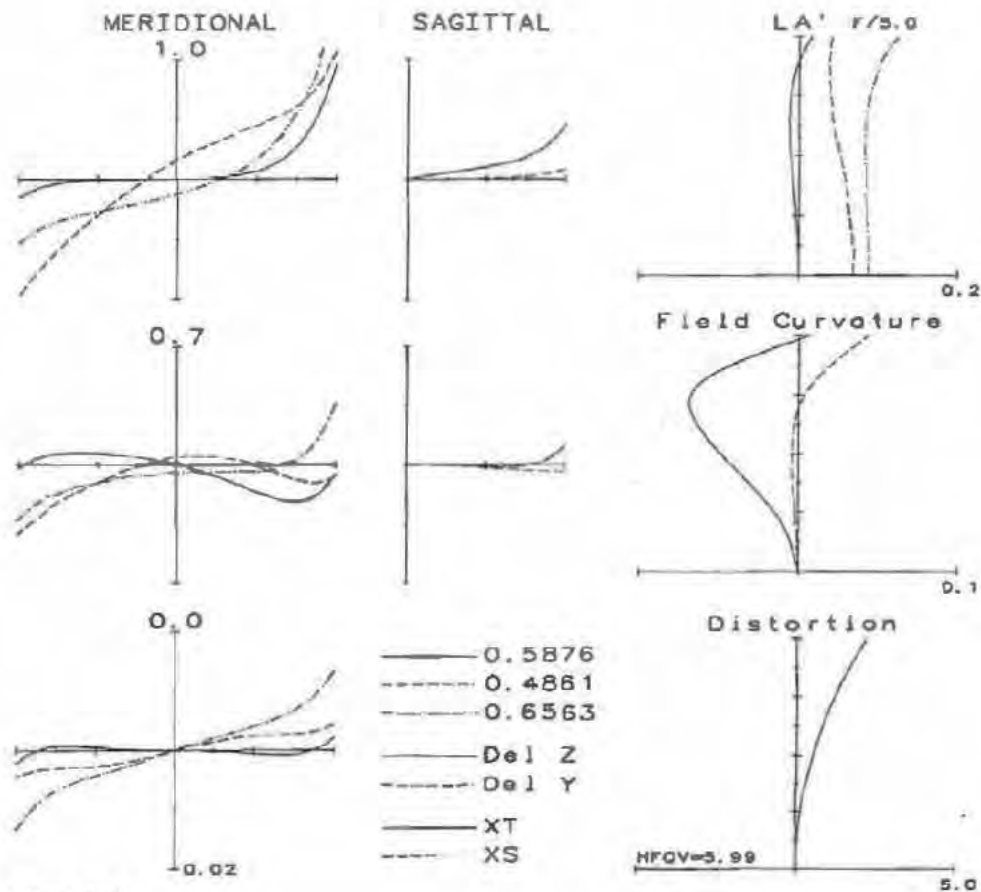 MERIDIONAL SAGITTAL LA' F/5.0
1.0
0.2
0.7 Field Curvature
0.1
0.0 Distortion
0.5876
0.4861
0.6563
Del Z
Del Y
XT
XS
HFOV=5.99
0.02 5.0